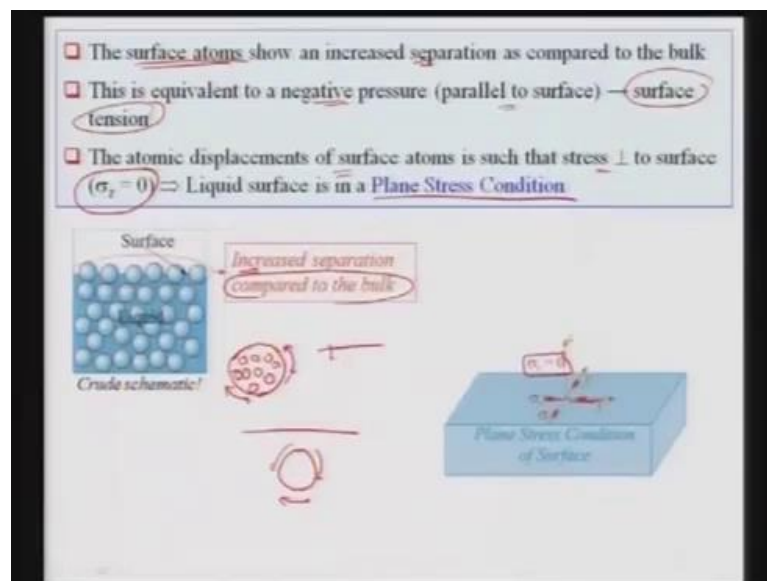 The surface atoms show an increased separation as compared to the bulk
This is equivalent to a negative pressure (parallel to surface) → surface
tension
The atomic displacements of surface atoms is such that stress ⊥ to surface
(σz = 0) ⇒ Liquid surface is in a Plane Stress Condition
Surface
Increased separation
compared to the bulk
Crude schematic!
= 0
Plane Stress Condition
of Surface